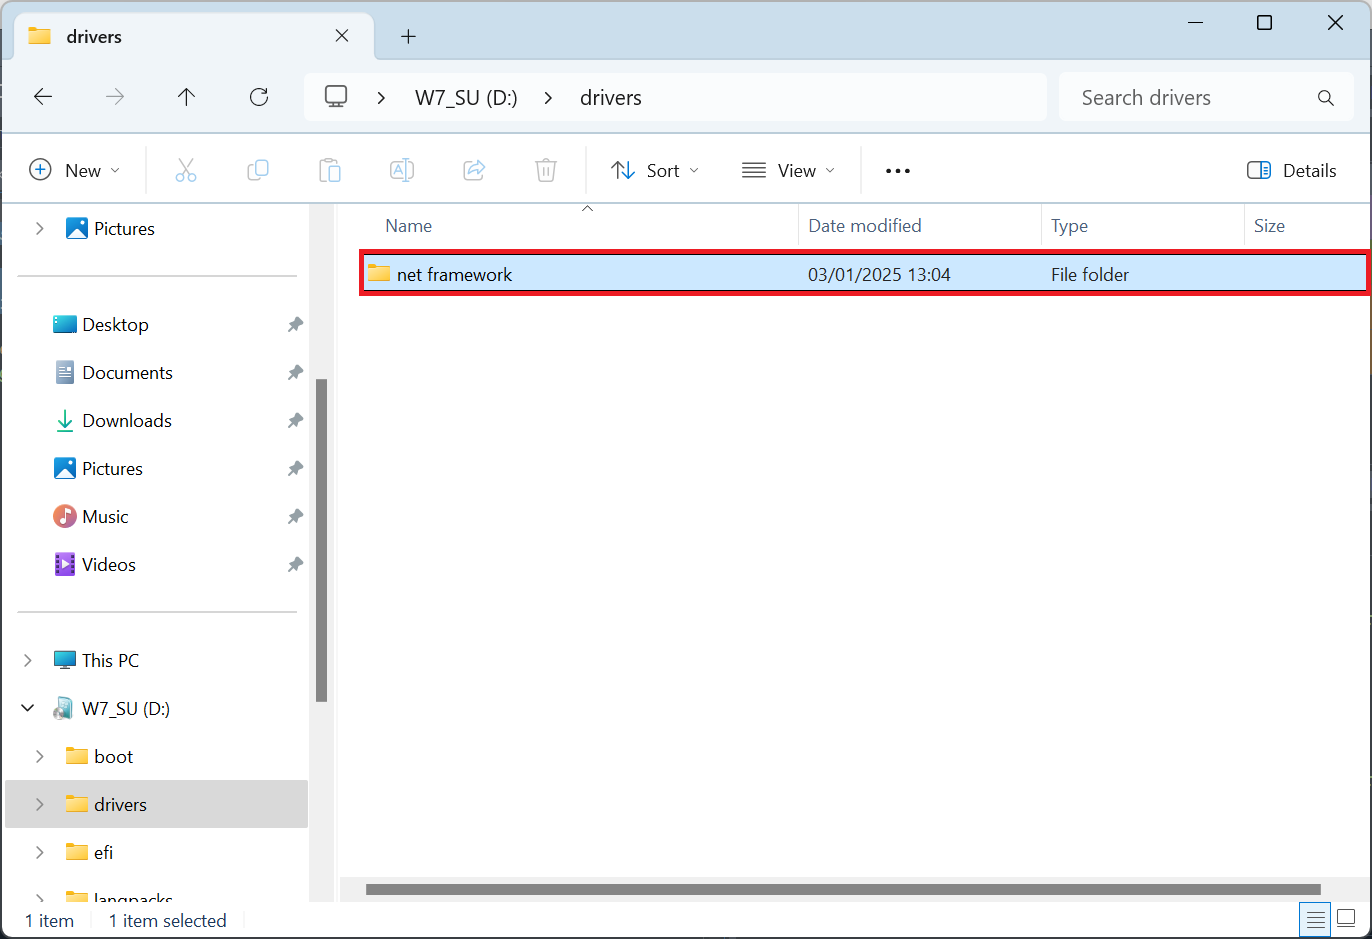 drivers
W7_SU (D:) drivers
Search drivers
New
Sort
View
Details
Name Date modified Type Size
net framework 03/01/2025 13:04 File folder
Pictures
Desktop
Documents
Downloads
Pictures
Music
Videos
This PC
W7_SU (D:)
boot
drivers
efi
langpacks
1 item 1 item selected